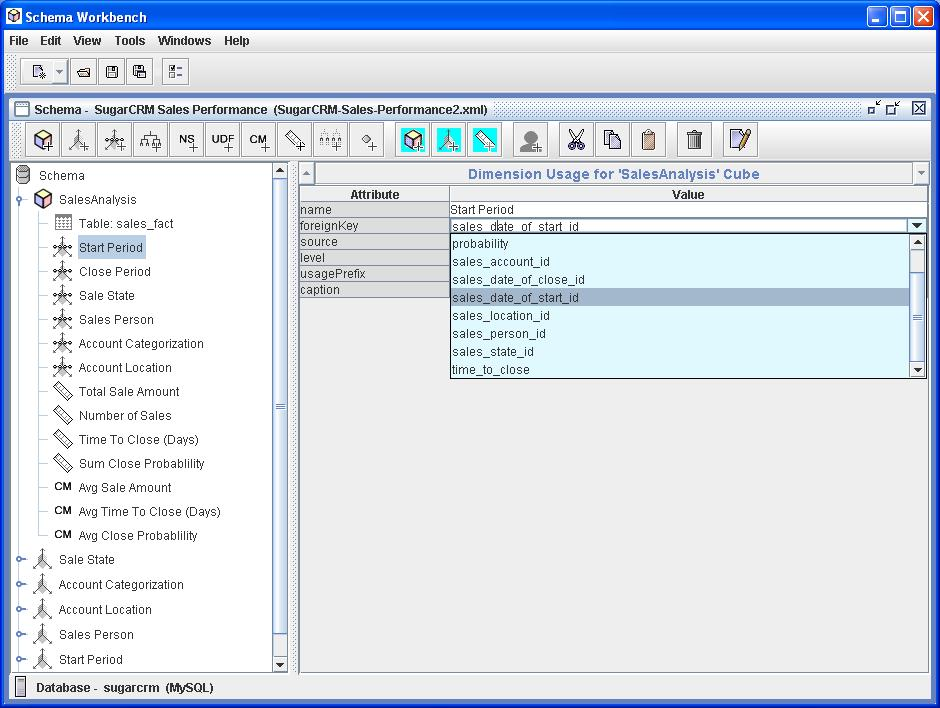 Schema Workbench
File Edit View Tools Windows Help
Schema - SugarCRM Sales Performance (SugarCRM-Sales-Performance2.xml)
NS UDF CM
Schema
SalesAnalysis
Table: sales_fact
Start Period
Close Period
Sale State
Sales Person
Account Categorization
Account Location
Total Sale Amount
Number of Sales
Time To Close (Days)
Sum Close Probablility
CM Avg Sale Amount
CM Avg Time To Close (Days)
CM Avg Close Probablility
Sale State
Account Categorization
Account Location
Sales Person
Start Period
Dimension Usage for 'SalesAnalysis' Cube
Attribute Value
name Start Period
foreignKey sales_date_of_start_id
source
level
usagePrefix
caption
probability
sales_account_id
sales_date_of_close_id
sales_date_of_start_id
sales_location_id
sales_person_id
sales_state_id
time_to_close
Database - sugarcrm (MySQL)